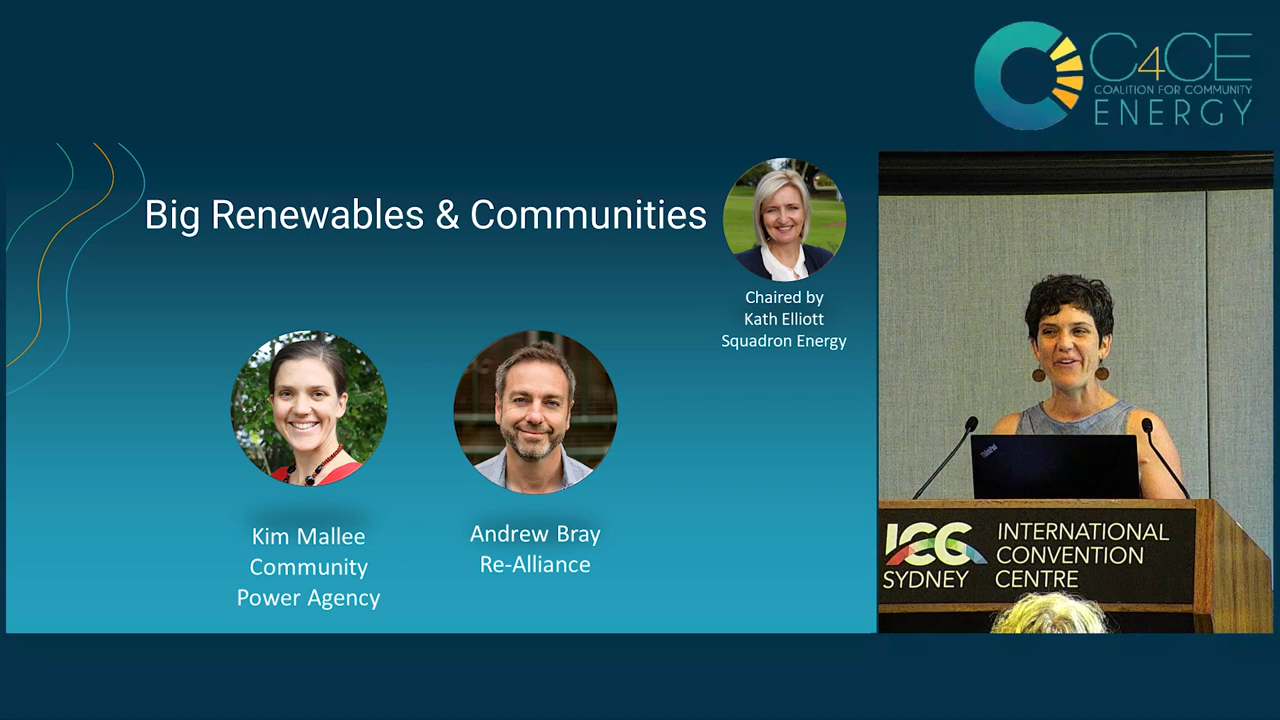 C4CE
COALITION FOR COMMUNITY
ENERGY
Big Renewables & Communities
Chaired by
Kath Elliott
Squadron Energy
Kim Mallee
Community
Power Agency
Andrew Bray
Re-Alliance
ThinkPad
ICC
SYDNEY
INTERNATIONAL
CONVENTION
CENTRE